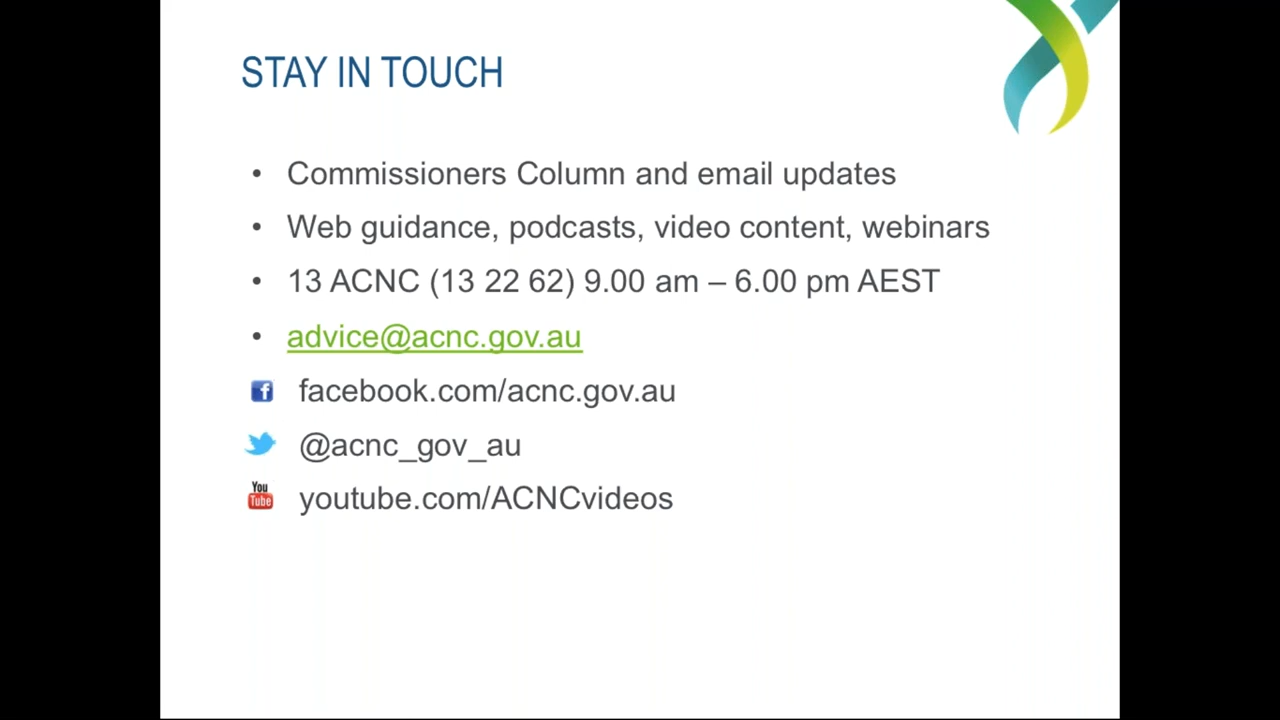 STAY IN TOUCH
• Commissioners Column and email updates
• Web guidance, podcasts, video content, webinars
• 13 ACNC (13 22 62) 9.00 am – 6.00 pm AEST
• advice@acnc.gov.au
f facebook.com/acnc.gov.au
@acnc_gov_au
You Tube youtube.com/ACNCvideos